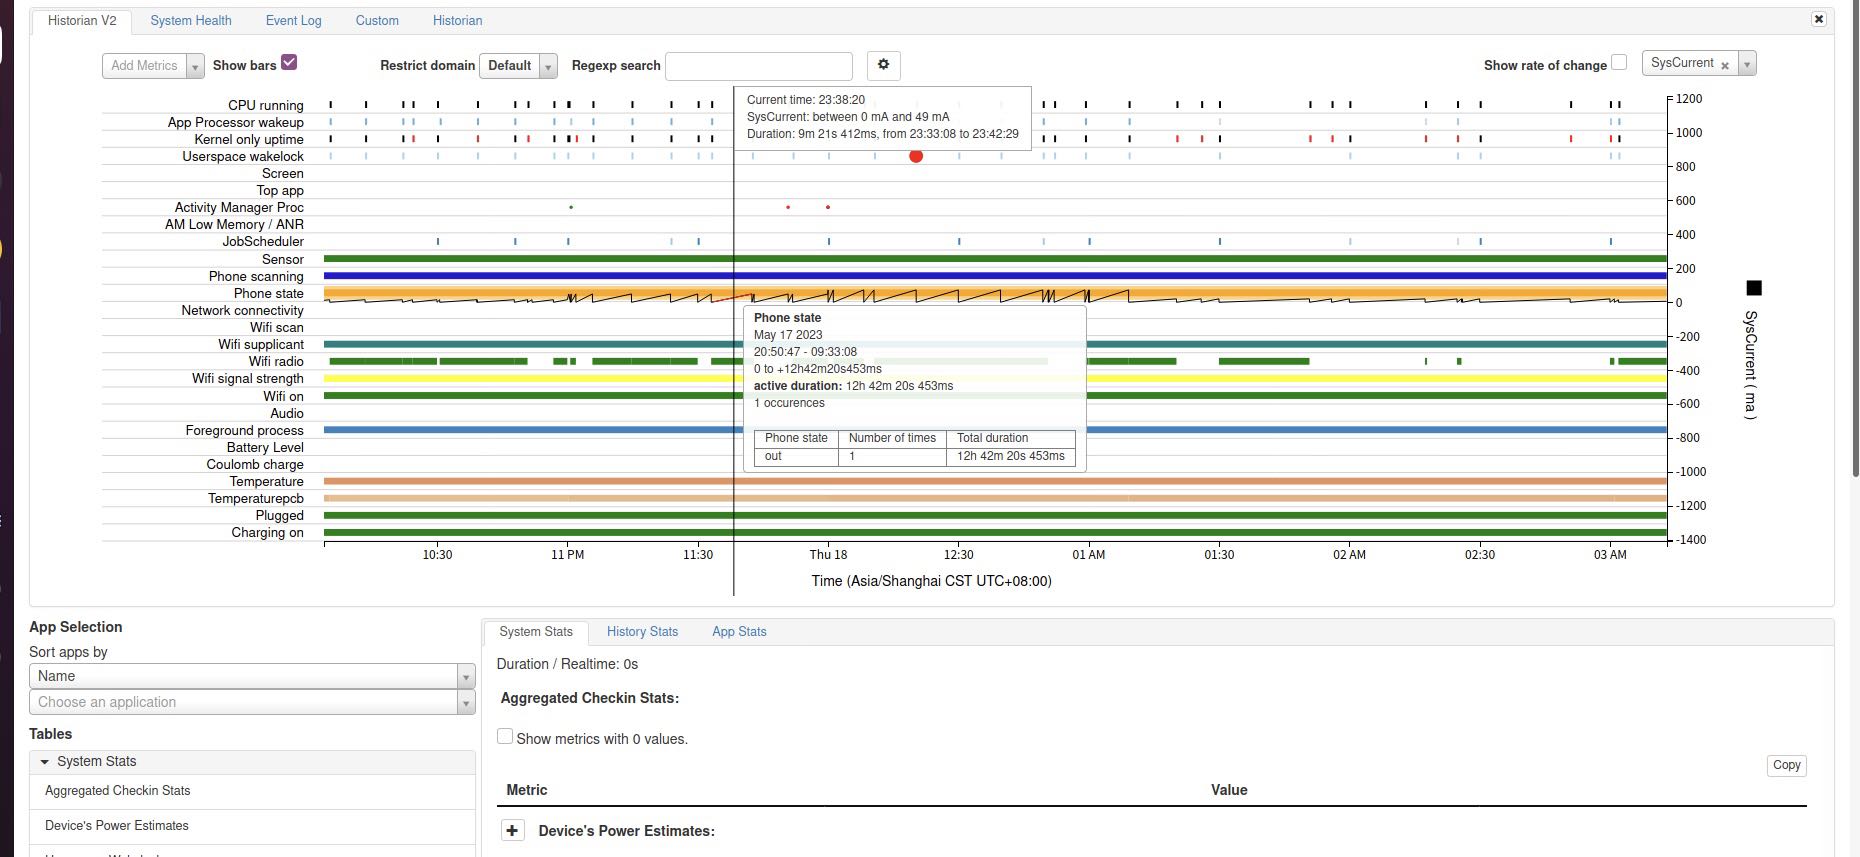 Historian V2 System Health Event Log Custom Historian
Add Metrics Show bars Restrict domain Default Regexp search Show rate of change SysCurrent
CPU running
App Processor wakeup
Kernel only uptime
Userspace wakelock
Screen
Top app
Activity Manager Proc
AM Low Memory / ANR
JobScheduler
Sensor
Phone scanning
Phone state
Network connectivity
Wifi scan
Wifi supplicant
Wifi radio
Wifi signal strength
Wifi on
Audio
Foreground process
Battery Level
Coulomb charge
Temperature
Temperaturepcb
Plugged
Charging on
Current time: 23:38:20
SysCurrent: between 0 mA and 49 mA
Duration: 9m 21s 412ms, from 23:33:08 to 23:42:29
Phone state
May 17 2023
20:50:47 - 09:33:08
0 to +12h42m20s453ms
active duration: 12h 42m 20s 453ms
1 occurences
Phone state Number of times Total duration
out 1 12h 42m 20s 453ms
1200
1000
800
600
400
200
0
-200
-400
-600
-800
-1000
-1200
-1400
SysCurrent ( ma )
10:30 11 PM 11:30 Thu 18 12:30 01 AM 01:30 02 AM 02:30 03 AM
Time (Asia/Shanghai CST UTC+08:00)
App Selection
Sort apps by
Name
Choose an application
Tables
System Stats
Aggregated Checkin Stats
Device's Power Estimates
System Stats History Stats App Stats
Duration / Realtime: 0s
Aggregated Checkin Stats:
Show metrics with 0 values.
Copy
Metric Value
Device's Power Estimates: